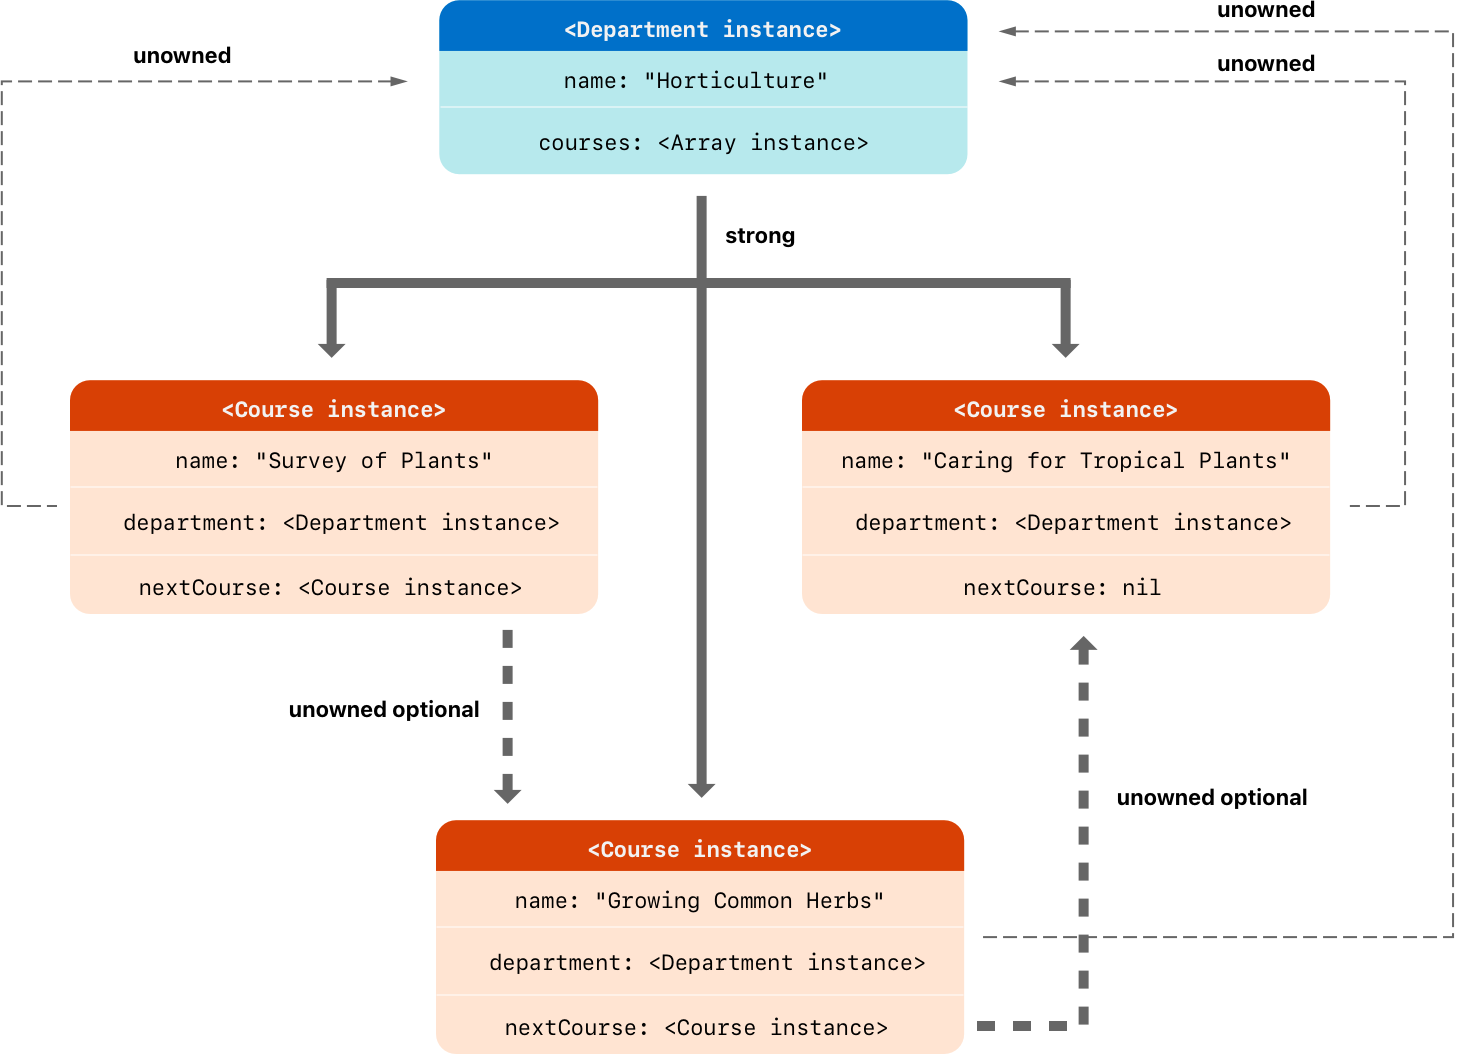 unowned
<Department instance>
unowned
name: "Horticulture"
unowned
courses: <Array instance>
strong
<Course instance>
name: "Survey of Plants"
department: <Department instance>
nextCourse: <Course instance>
<Course instance>
name: "Caring for Tropical Plants"
department: <Department instance>
nextCourse: nil
unowned optional
unowned optional
<Course instance>
name: "Growing Common Herbs"
department: <Department instance>
nextCourse: <Course instance>